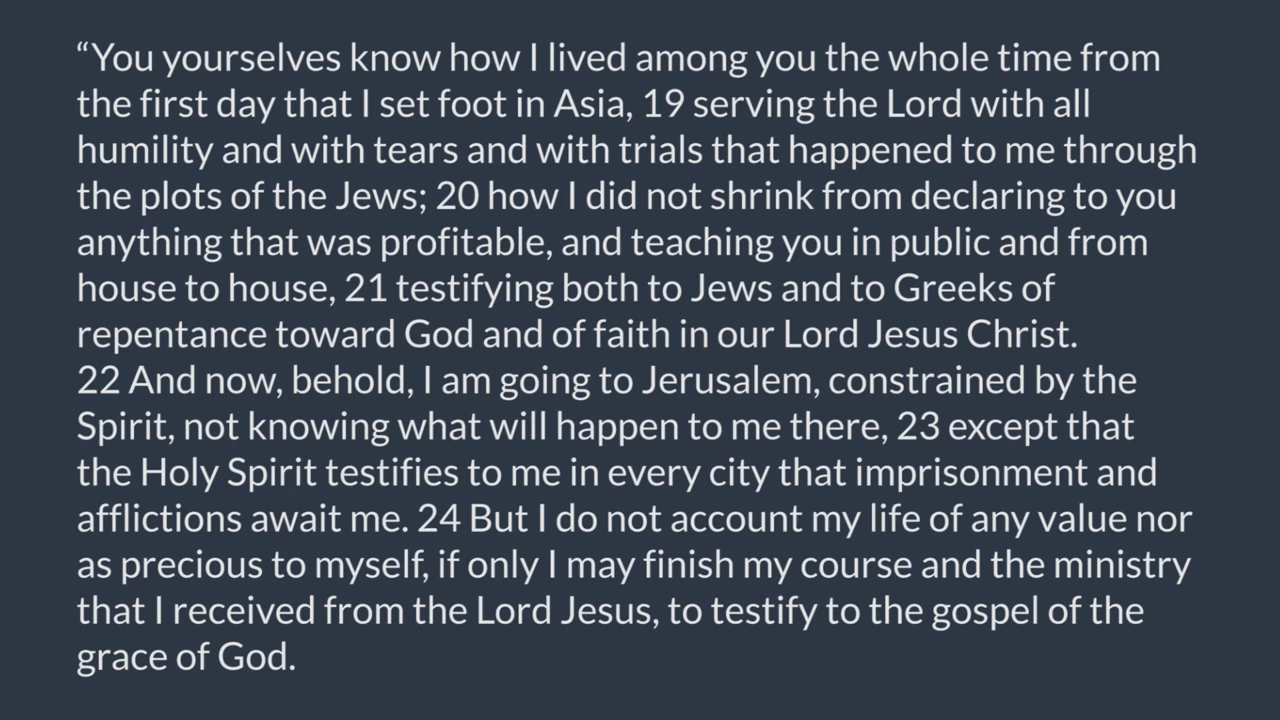 “You yourselves know how I lived among you the whole time from
the first day that I set foot in Asia, 19 serving the Lord with all
humility and with tears and with trials that happened to me through
the plots of the Jews; 20 how I did not shrink from declaring to you
anything that was profitable, and teaching you in public and from
house to house, 21 testifying both to Jews and to Greeks of
repentance toward God and of faith in our Lord Jesus Christ.
22 And now, behold, I am going to Jerusalem, constrained by the
Spirit, not knowing what will happen to me there, 23 except that
the Holy Spirit testifies to me in every city that imprisonment and
afflictions await me. 24 But I do not account my life of any value nor
as precious to myself, if only I may finish my course and the ministry
that I received from the Lord Jesus, to testify to the gospel of the
grace of God.